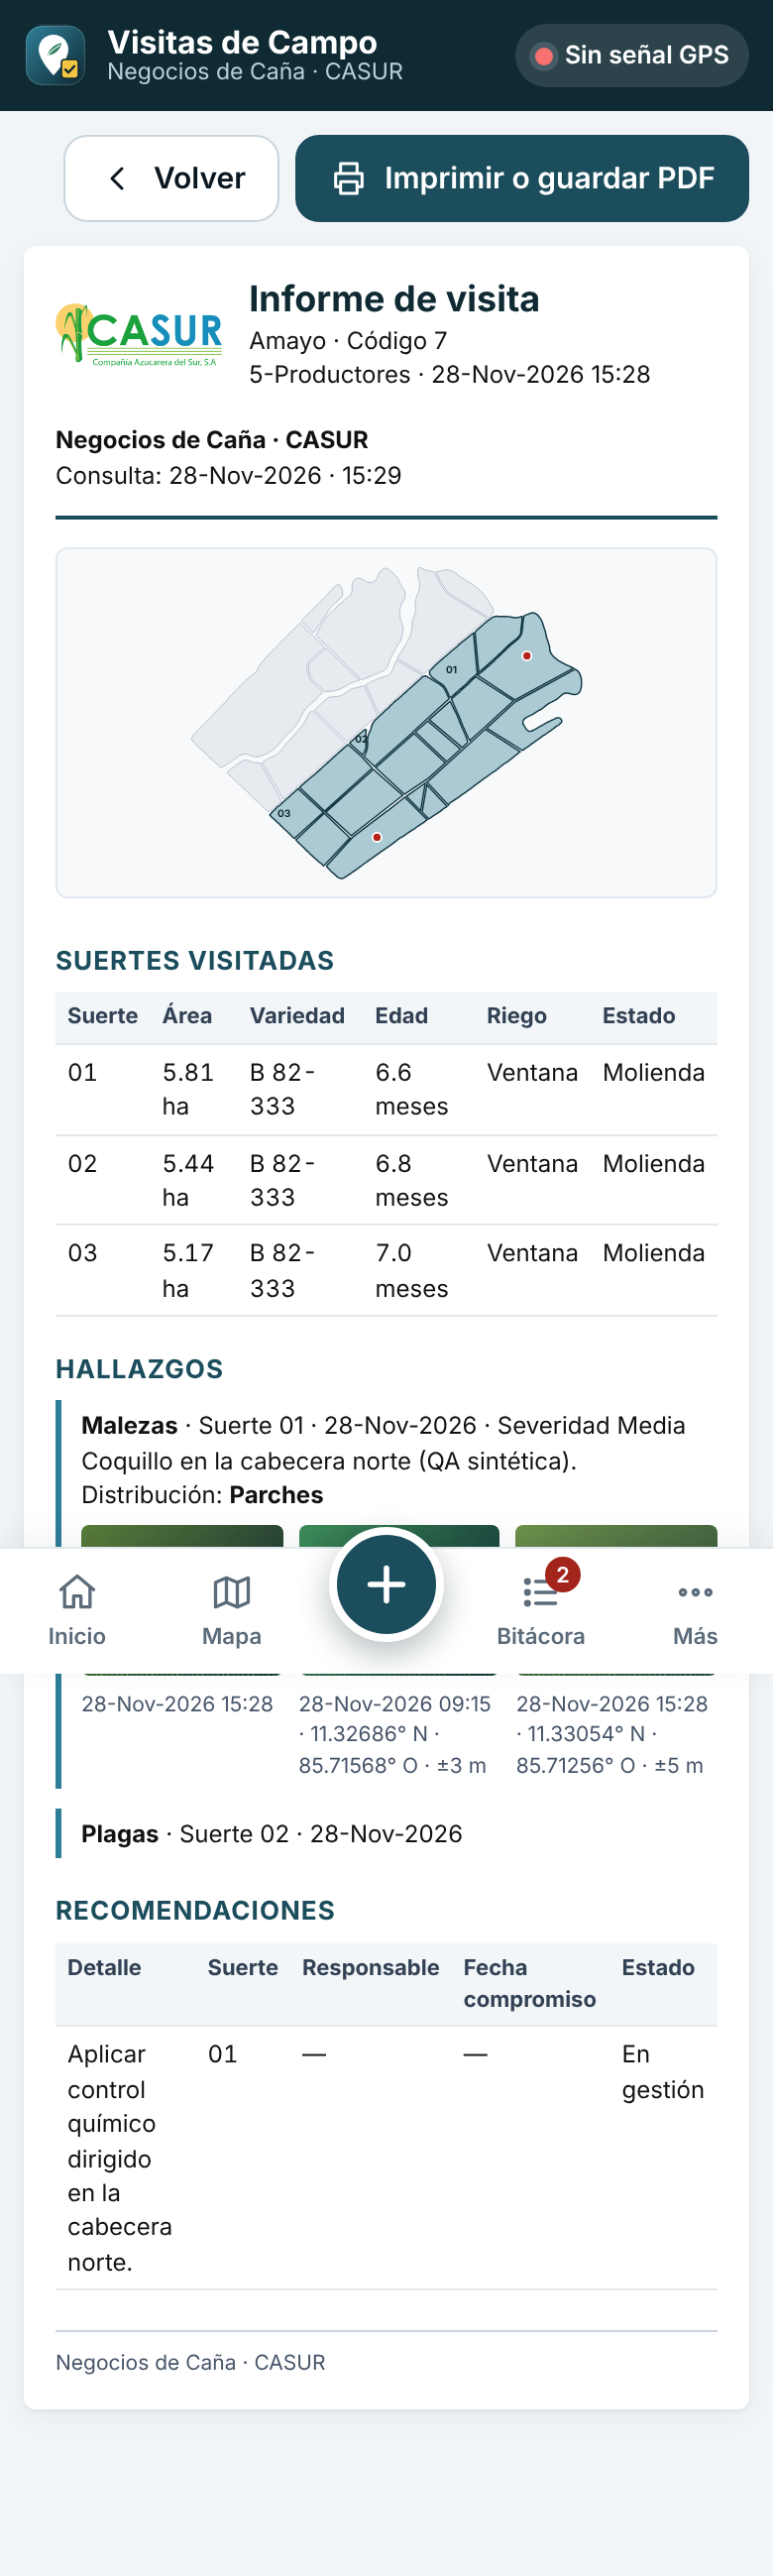 Visitas de Campo
Negocios de Caña · CASUR
Sin señal GPS
Volver
Imprimir o guardar PDF
CASUR
Compañía Azucarera del Sur, S.A
Informe de visita
Amayo · Código 7
5-Productores · 28-Nov-2026 15:28
Negocios de Caña · CASUR
Consulta: 28-Nov-2026 · 15:29
01
02
03
SUERTES VISITADAS
Suerte Área Variedad Edad Riego Estado
01 5.81 ha B 82-333 6.6 meses Ventana Molienda
02 5.44 ha B 82-333 6.8 meses Ventana Molienda
03 5.17 ha B 82-333 7.0 meses Ventana Molienda
HALLAZGOS
Malezas · Suerte 01 · 28-Nov-2026 · Severidad Media
Coquillo en la cabecera norte (QA sintética).
Distribución: Parches
Inicio
Mapa
2
Bitácora
Más
28-Nov-2026 15:28
28-Nov-2026 09:15
· 11.32686° N ·
85.71568° O · ±3 m
28-Nov-2026 15:28
· 11.33054° N ·
85.71256° O · ±5 m
Plagas · Suerte 02 · 28-Nov-2026
RECOMENDACIONES
Detalle Suerte Responsable Fecha compromiso Estado
Aplicar control químico dirigido en la cabecera norte. 01 — — En gestión
Negocios de Caña · CASUR